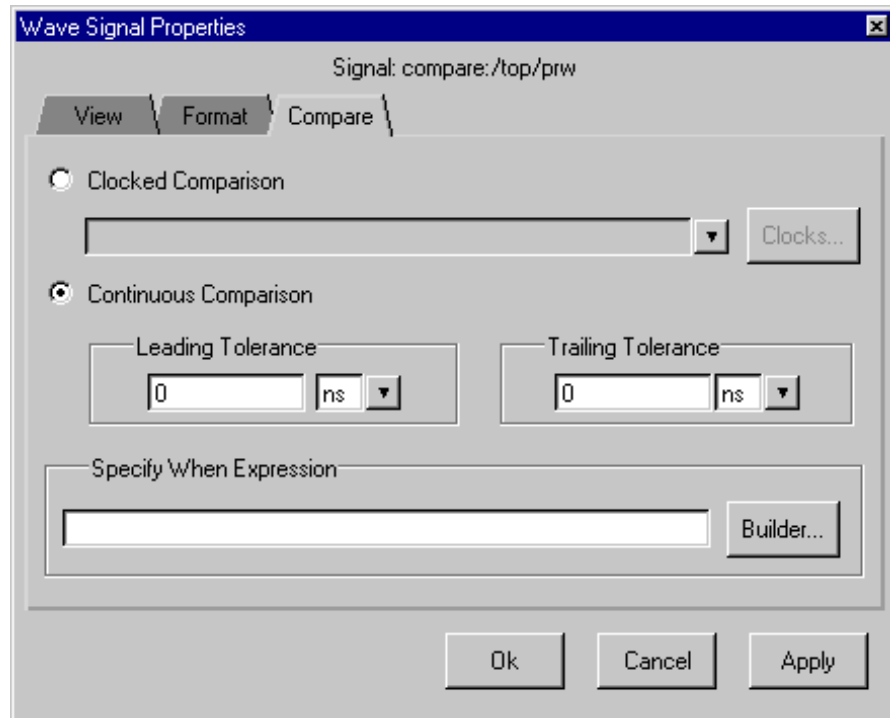 Wave Signal Properties
Signal: compare:/top/prw
View Format Compare
Clocked Comparison
Clocks...
Continuous Comparison
Leading Tolerance Trailing Tolerance
0 ns 0 ns
Specify When Expression
Builder...
Ok Cancel Apply